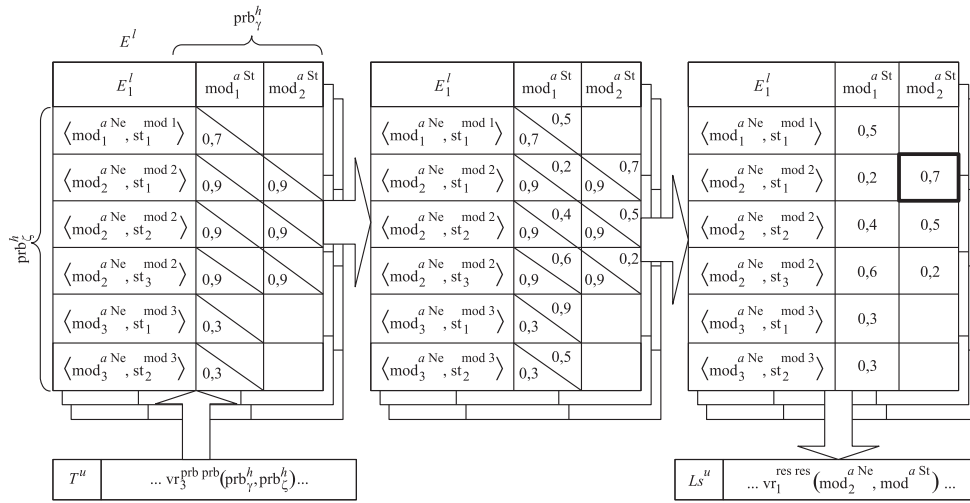 prb_γ^h
E^l
E_1^l mod_1^{a St} mod_2^{a St}
⟨mod_1^{a Ne}, st_1^{mod 1}⟩ 0,7
⟨mod_2^{a Ne}, st_1^{mod 2}⟩ 0,9 0,9
⟨mod_2^{a Ne}, st_2^{mod 2}⟩ 0,9 0,9
⟨mod_2^{a Ne}, st_3^{mod 2}⟩ 0,9 0,9
⟨mod_3^{a Ne}, st_1^{mod 3}⟩ 0,3
⟨mod_3^{a Ne}, st_2^{mod 3}⟩ 0,3
prb_ζ^h
T^u ... vr_3^{prb prb}(prb_γ^h, prb_ζ^h)...
E_1^l mod_1^{a St} mod_2^{a St}
⟨mod_1^{a Ne}, st_1^{mod 1}⟩ 0,7 0,5
⟨mod_2^{a Ne}, st_1^{mod 2}⟩ 0,9 0,2 0,9 0,7
⟨mod_2^{a Ne}, st_2^{mod 2}⟩ 0,9 0,4 0,9 0,5
⟨mod_2^{a Ne}, st_3^{mod 2}⟩ 0,9 0,6 0,9 0,2
⟨mod_3^{a Ne}, st_1^{mod 3}⟩ 0,3 0,9
⟨mod_3^{a Ne}, st_2^{mod 3}⟩ 0,3 0,5
E_1^l mod_1^{a St} mod_2^{a St}
⟨mod_1^{a Ne}, st_1^{mod 1}⟩ 0,5
⟨mod_2^{a Ne}, st_1^{mod 2}⟩ 0,2 0,7
⟨mod_2^{a Ne}, st_2^{mod 2}⟩ 0,4 0,5
⟨mod_2^{a Ne}, st_3^{mod 2}⟩ 0,6 0,2
⟨mod_3^{a Ne}, st_1^{mod 3}⟩ 0,3
⟨mod_3^{a Ne}, st_2^{mod 3}⟩ 0,3
Ls^u ... vr_1^{res res}(mod_2^{a Ne}, mod^{a St}) ...